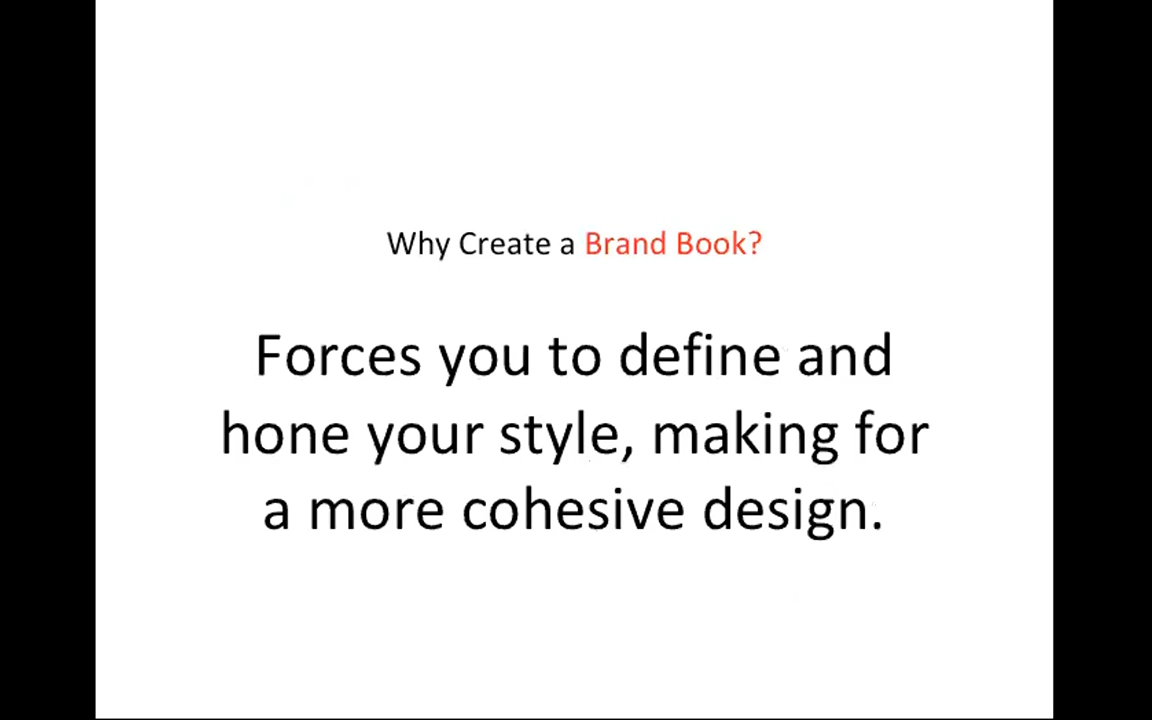 Why Create a Brand Book?
Forces you to define and
hone your style, making for
a more cohesive design.